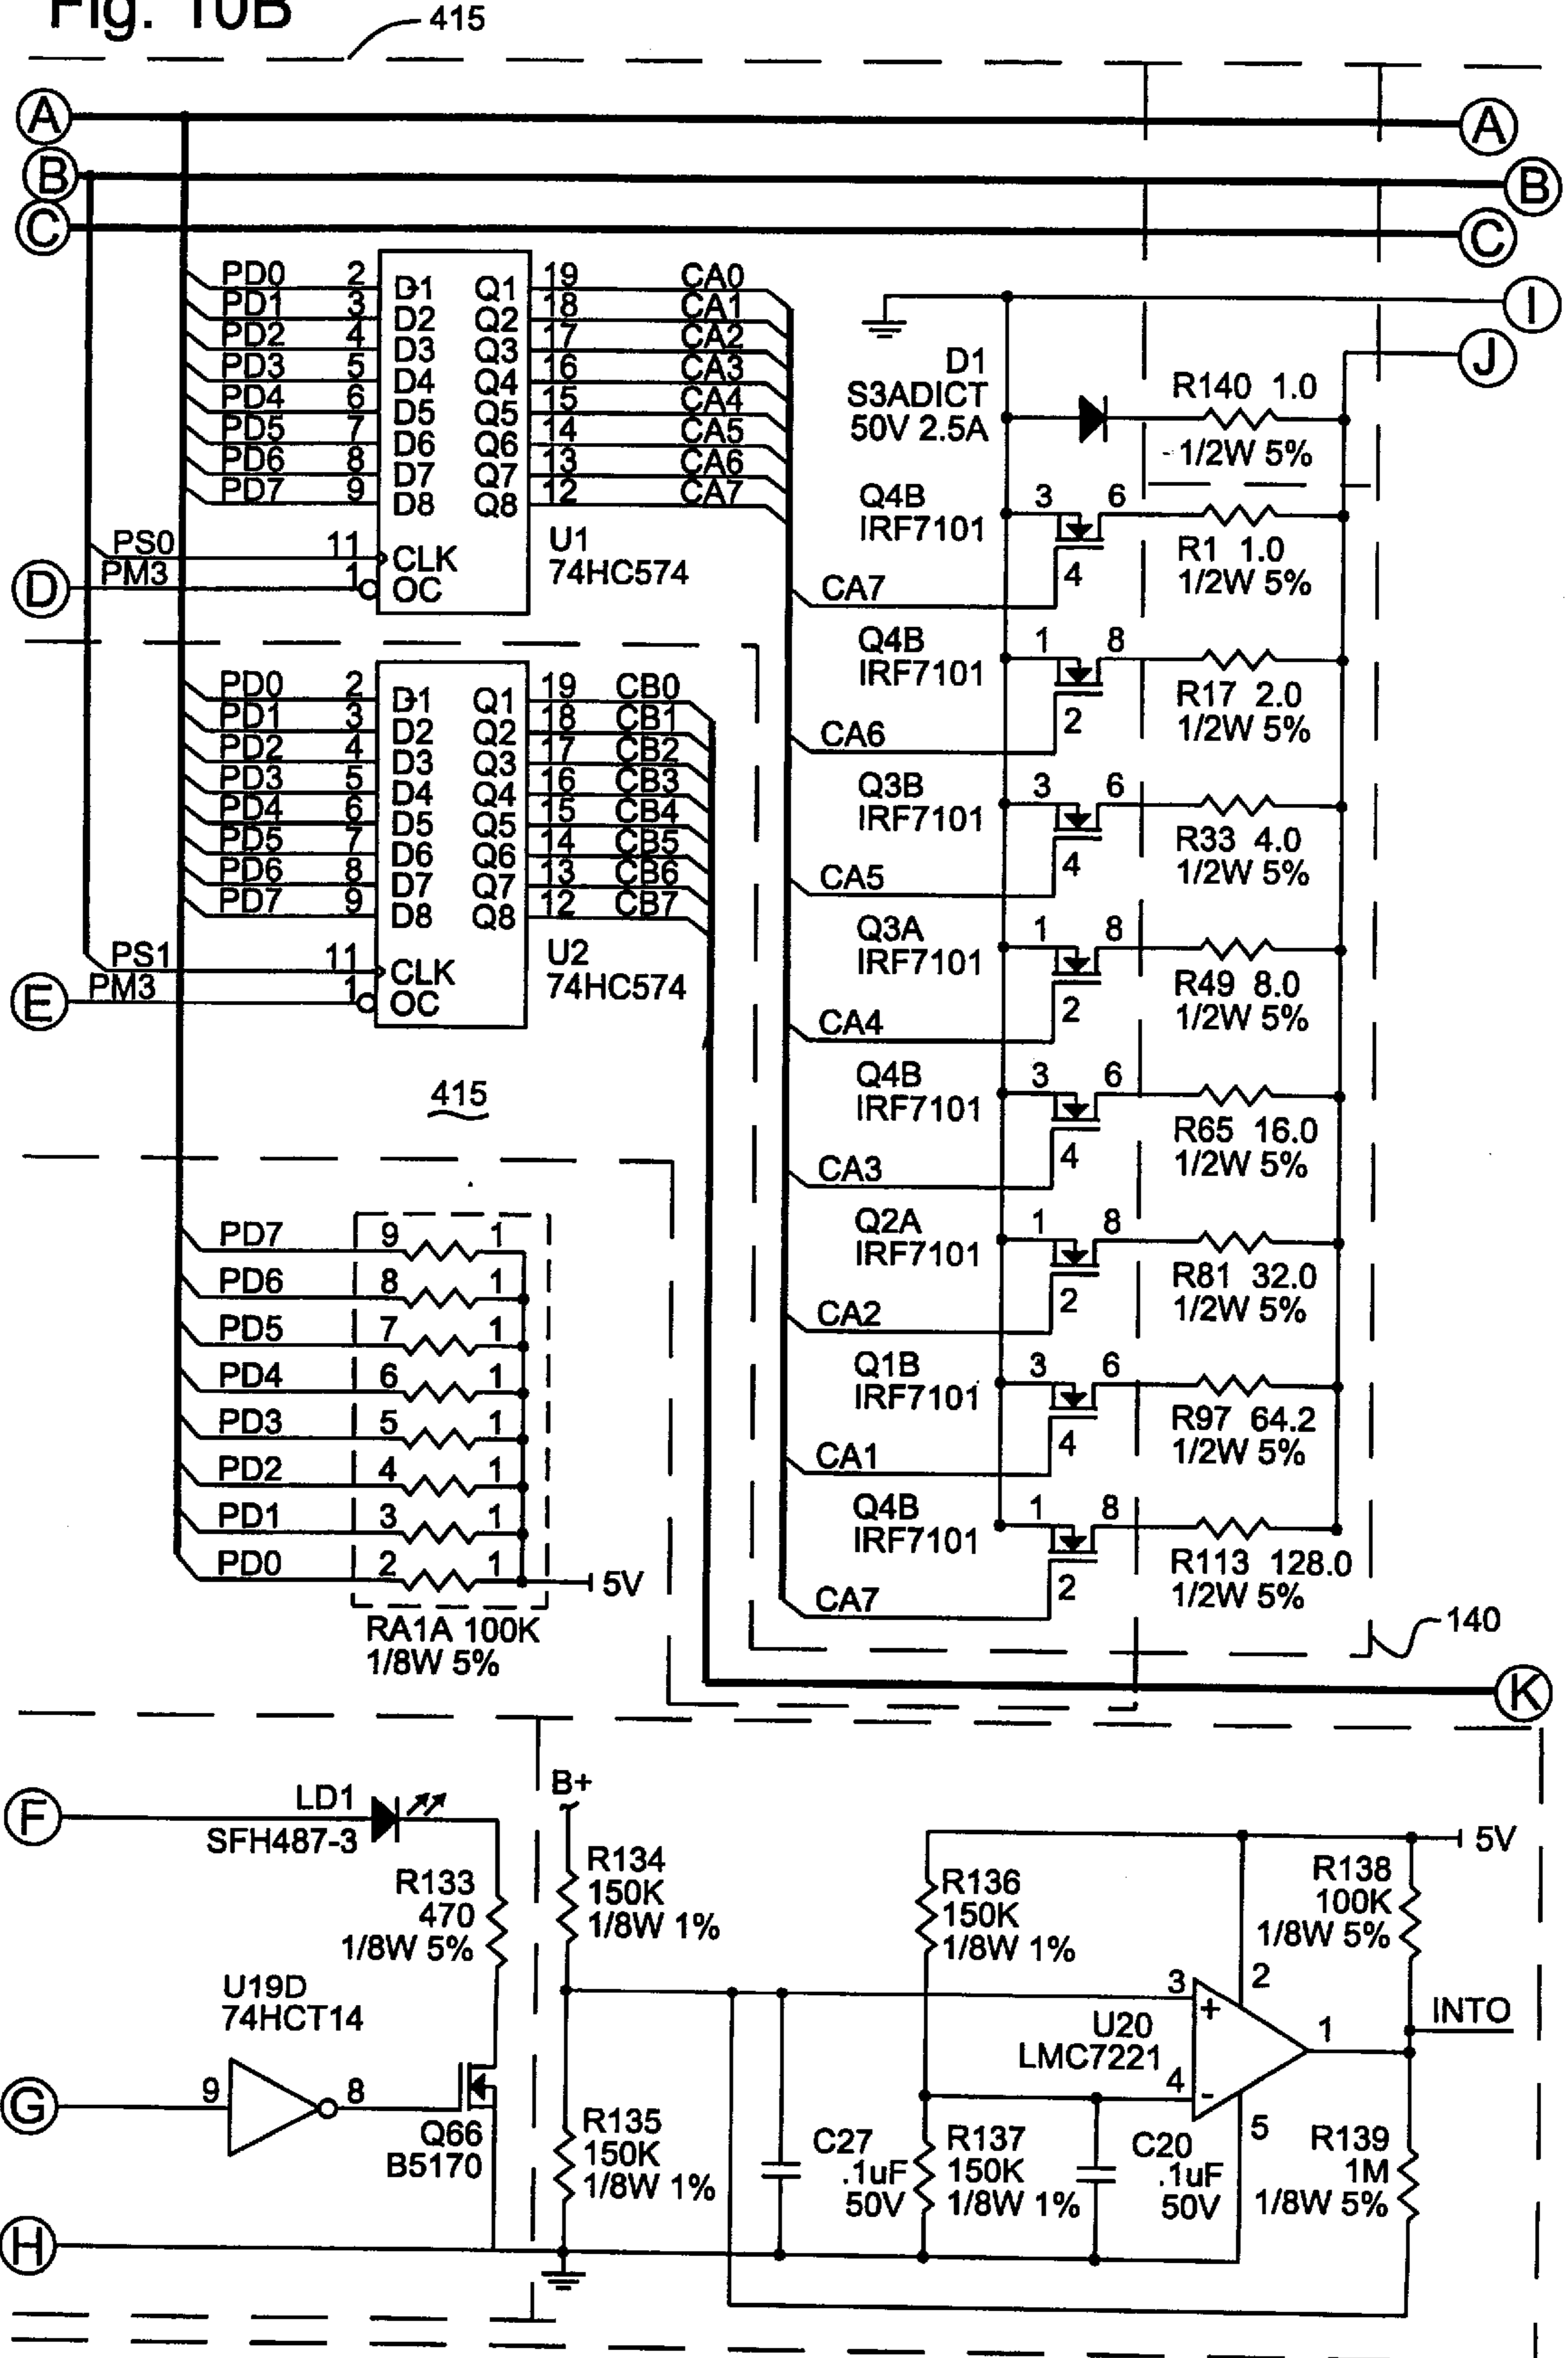 Fig. 10B
415
A
A
B
B
C
C
I
J
PD0 2 D1 Q1 19 CA0
PD1 3 D2 Q2 18 CA1
PD2 4 D3 Q3 17 CA2
PD3 5 D4 Q4 16 CA3
PD4 6 D5 Q5 15 CA4
PD5 7 D6 Q6 14 CA5
PD6 8 D7 Q7 13 CA6
PD7 9 D8 Q8 12 CA7
PS0 11 CLK
D PM3 1 OC
U1
74HC574
PD0 2 D1 Q1 19 CB0
PD1 3 D2 Q2 18 CB1
PD2 4 D3 Q3 17 CB2
PD3 5 D4 Q4 16 CB3
PD4 6 D5 Q5 15 CB4
PD5 7 D6 Q6 14 CB5
PD6 8 D7 Q7 13 CB6
PD7 9 D8 Q8 12 CB7
PS1 11 CLK
E PM3 1 OC
U2
74HC574
415
PD7 9 1
PD6 8 1
PD5 7 1
PD4 6 1
PD3 5 1
PD2 4 1
PD1 3 1
PD0 2 1 5V
RA1A 100K
1/8W 5%
D1
S3ADICT
50V 2.5A
R140 1.0
1/2W 5%
Q4B
IRF7101
3 6
4
CA7
R1 1.0
1/2W 5%
Q4B
IRF7101
1 8
2
CA6
R17 2.0
1/2W 5%
Q3B
IRF7101
3 6
4
CA5
R33 4.0
1/2W 5%
Q3A
IRF7101
1 8
2
CA4
R49 8.0
1/2W 5%
Q4B
IRF7101
3 6
4
CA3
R65 16.0
1/2W 5%
Q2A
IRF7101
1 8
2
CA2
R81 32.0
1/2W 5%
Q1B
IRF7101
3 6
4
CA1
R97 64.2
1/2W 5%
Q4B
IRF7101
1 8
2
CA7
R113 128.0
1/2W 5%
140
K
F
LD1
SFH487-3
R133
470
1/8W 5%
U19D
74HCT14
G 9 8
Q66
B5170
H
B+
R134
150K
1/8W 1%
R135
150K
1/8W 1%
C27
.1uF
50V
R136
150K
1/8W 1%
R137
150K
1/8W 1%
C20
.1uF
50V
U20
LMC7221
3 +
4 -
2
5
1
5V
R138
100K
1/8W 5%
INTO
R139
1M
1/8W 5%